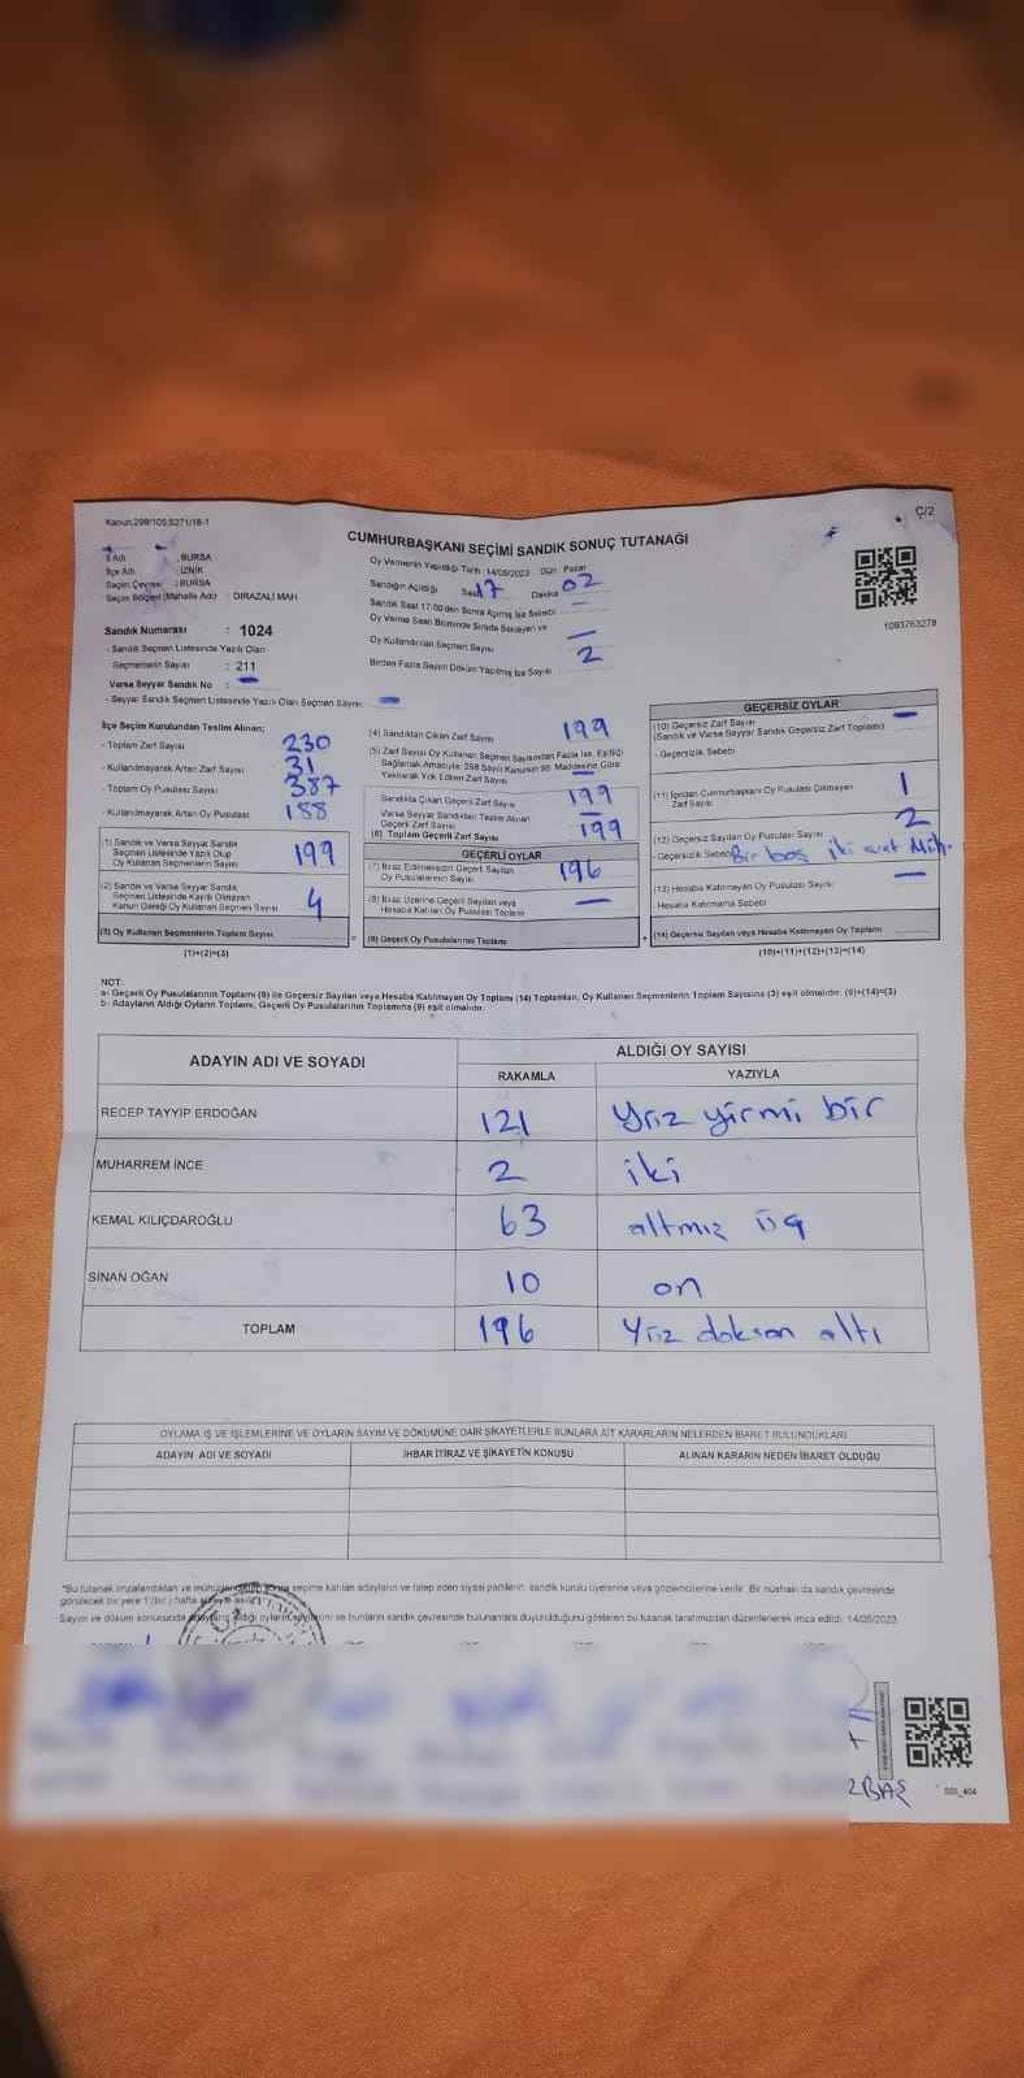 Kanun:298/105;6271/18-1
Ç/2
CUMHURBAŞKANI SEÇİMİ SANDIK SONUÇ TUTANAĞI
İl Adı : BURSA
İlçe Adı : İZNİK
Seçim Çevresi : BURSA
Seçim Bölgesi (Mahalle Adı) : DIRAZALİ MAH
Sandık Numarası : 1024
- Sandık Seçmen Listesinde Yazılı Olan
Seçmenlerin Sayısı : 211
Varsa Seyyar Sandık No : —
- Seyyar Sandık Seçmen Listesinde Yazılı Olan Seçmen Sayısı —
Oy Vermenin Yapıldığı Tarih :14/05/2023 Gün : Pazar
Sandığın Açıldığı Saat 17 Dakika 02
Sandık Saat 17:00'den Sonra Açılmış İse Sebebi —
Oy Verme Saati Bitiminde Sırada Bekleyen ve
Oy Kullandırılan Seçmen Sayısı —
Birden Fazla Sayım Döküm Yapılmış İse Sayısı 2
1093763278
İlçe Seçim Kurulundan Teslim Alınan;
- Toplam Zarf Sayısı 230
- Kullanılmayarak Artan Zarf Sayısı 31
- Toplam Oy Pusulası Sayısı 387
- Kullanılmayarak Artan Oy Pusulası 188
(1) Sandık ve Varsa Seyyar Sandık
Seçmen Listesinde Yazılı Olup
Oy Kullanan Seçmenlerin Sayısı 199
(2) Sandık ve Varsa Seyyar Sandık
Seçmen Listesinde Kayıtlı Olmayan
Kanun Gereği Oy Kullanan Seçmen Sayısı 4
(3) Oy Kullanan Seçmenlerin Toplam Sayısı
(1)+(2)=(3)
(4) Sandıktan Çıkan Zarf Sayısı 199
(5) Zarf Sayısı Oy Kullanan Seçmen Sayısından Fazla İse, Eşitliği
Sağlamak Amacıyla; 298 Sayılı Kanunun 98. Maddesine Göre
Yakılarak Yok Edilen Zarf Sayısı —
Sandıkta Çıkan Geçerli Zarf Sayısı 199
Varsa Seyyar Sandıktan Teslim Alınan
Geçerli Zarf Sayısı —
(6) Toplam Geçerli Zarf Sayısı 199
GEÇERLİ OYLAR
(7) İtiraz Edilmeksizin Geçerli Sayılan
Oy Pusulalarının Sayısı 196
(8) İtiraz Üzerine Geçerli Sayılan veya
Hesaba Katılan Oy Pusulası Toplamı —
(9) Geçerli Oy Pusulalarının Toplamı
GEÇERSİZ OYLAR
(10) Geçersiz Zarf Sayısı —
(Sandık ve Varsa Seyyar Sandık Geçersiz Zarf Toplamı)
- Geçersizlik Sebebi
(11) İçinden Cumhurbaşkanı Oy Pusulası Çıkmayan
Zarf Sayısı 1
(12) Geçersiz Sayılan Oy Pusulası Sayısı 2
- Geçersizlik Sebebi Bir boş iki evet Müh.
(13) Hesaba Katılmayan Oy Pusulası Sayısı —
Hesaba Katılmama Sebebi
(14) Geçersiz Sayılan veya Hesaba Katılmayan Oy Toplamı
(10)+(11)+(12)+(13)=(14)
NOT:
a- Geçerli Oy Pusulalarının Toplamı (9) ile Geçersiz Sayılan veya Hesaba Katılmayan Oy Toplamı (14) Toplamları, Oy Kullanan Seçmenlerin Toplam Sayısına (3) eşit olmalıdır. (9)+(14)=(3)
b- Adayların Aldığı Oyların Toplamı, Geçerli Oy Pusulalarının Toplamına (9) eşit olmalıdır.
ADAYIN ADI VE SOYADI
ALDIĞI OY SAYISI
RAKAMLA YAZIYLA
RECEP TAYYİP ERDOĞAN 121 Yüz yirmi bir
MUHARREM İNCE 2 iki
KEMAL KILIÇDAROĞLU 63 altmız üç
SİNAN OĞAN 10 on
TOPLAM 196 Yüz doksan altı
OYLAMA İŞ VE İŞLEMLERİNE VE OYLARIN SAYIM VE DÖKÜMÜNE DAİR ŞİKAYETLERLE BUNLARA AİT KARARLARIN NELERDEN İBARET BULUNDUKLARI
ADAYIN ADI VE SOYADI İHBAR İTİRAZ VE ŞİKAYETİN KONUSU ALINAN KARARIN NEDEN İBARET OLDUĞU
*Bu tutanak imzalandıktan ve mühürlendikten sonra seçime katılan adayların ve talep eden siyasi partilerin, sandık kurulu üyelerine veya gözlemcilerine verilir. Bir nüshası da sandık çevresinde
görülecek bir yere 1 (bir) hafta süreyle asılır.
Sayım ve döküm sonucunda adayların aldığı oyların sayılarını ve bunların sandık çevresinde bulunanlara duyurulduğunu gösteren bu tutanak tarafımızdan düzenlenerek imza edildi. 14/05/2023